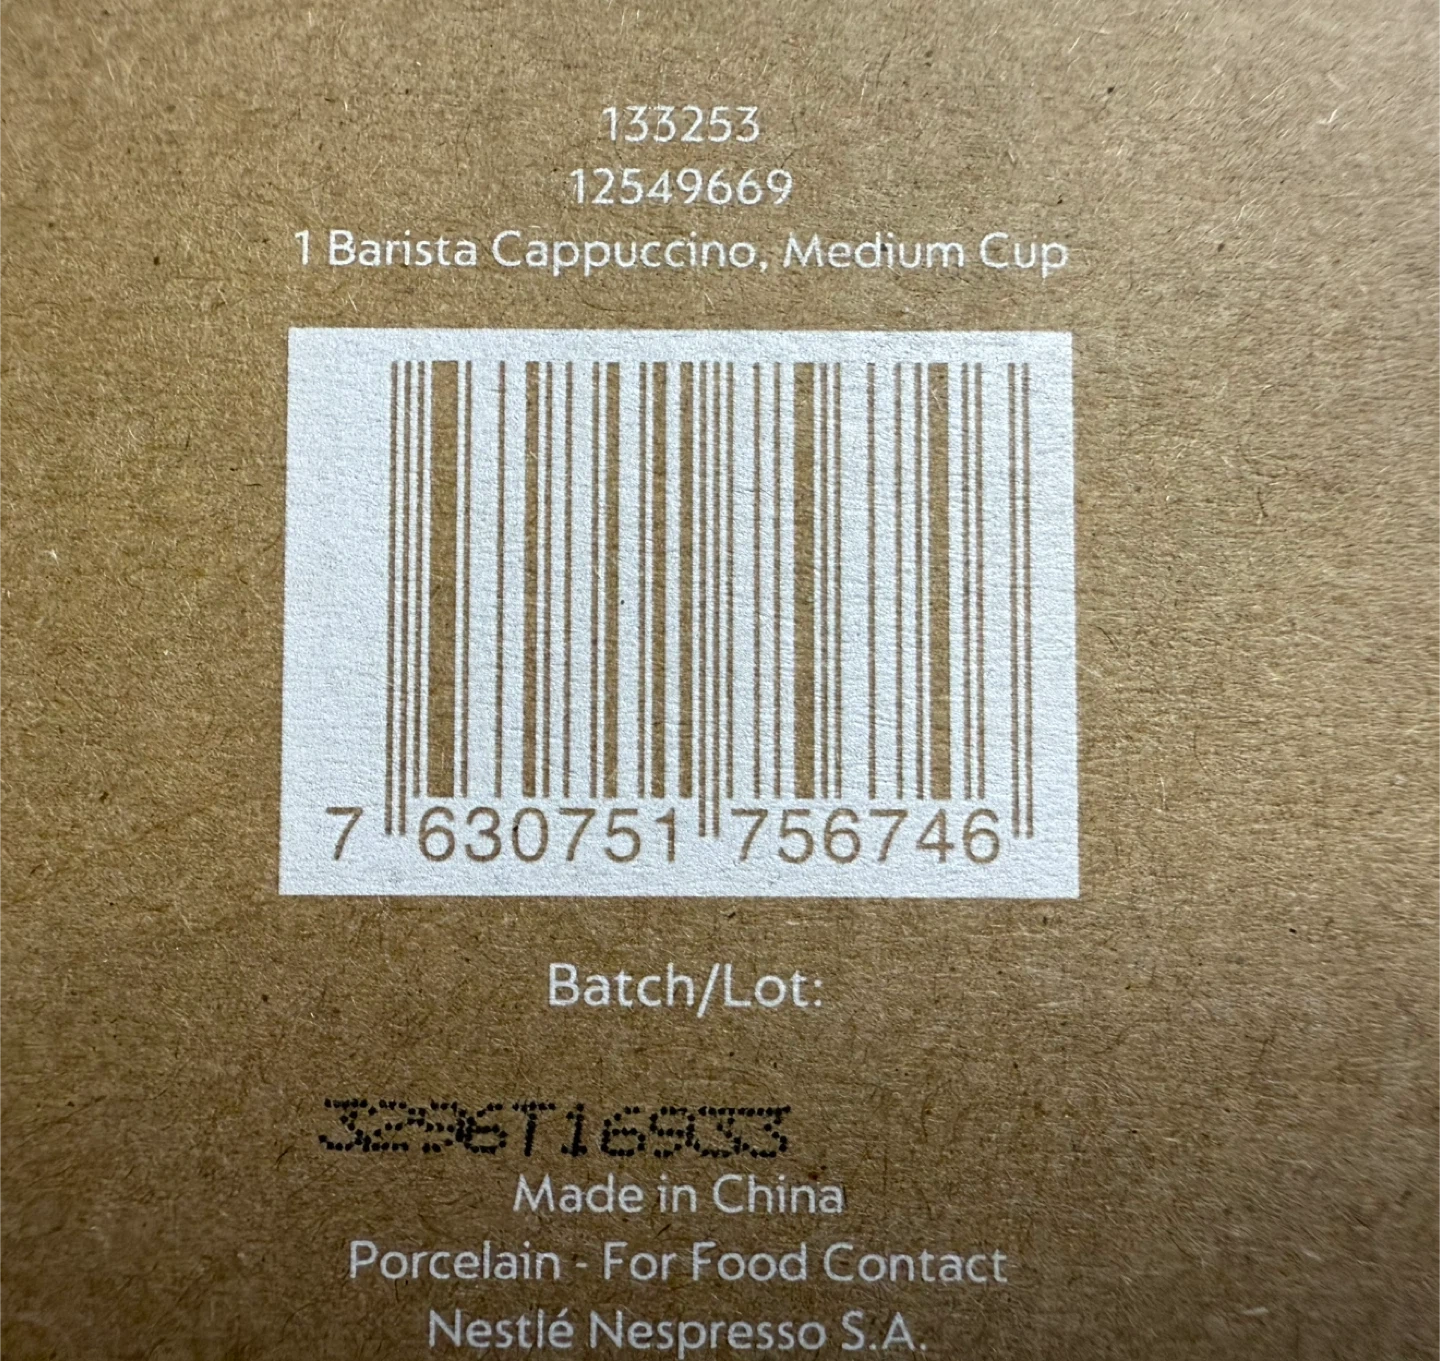 133253
12549669
1 Barista Cappuccino, Medium Cup
7 630751 756746
Batch/Lot:
Made in China
Porcelain - For Food Contact
Nestlé Nespresso S.A.